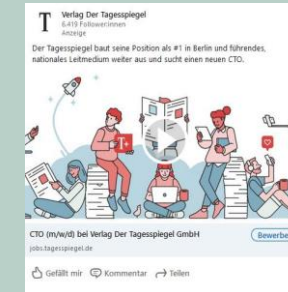 T
Verlag Der Tagesspiegel
6.419 Follower:innen
Anzeige
Der Tagesspiegel baut seine Position als #1 in Berlin und führendes,
nationales Leitmedium weiter aus und sucht einen neuen CTO.
T+
CTO (m/w/d) bei Verlag Der Tagesspiegel GmbH
Bewerbe
jobs.tagesspiegel.de
Gefällt mir Kommentar Teilen